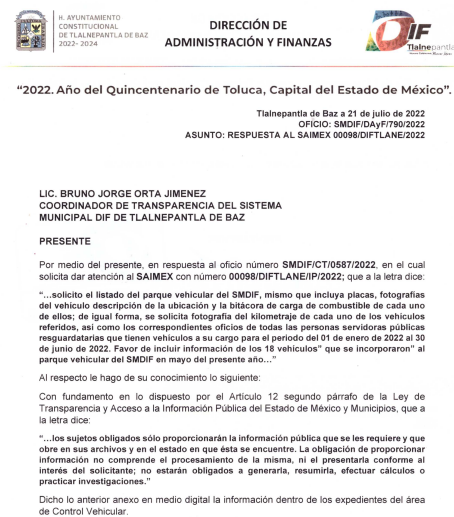 H. AYUNTAMIENTO
CONSTITUCIONAL
DE TLALNEPANTLA DE BAZ
2022- 2024
DIRECCIÓN DE
ADMINISTRACIÓN Y FINANZAS
DIF
Tlalnepantla
“2022. Año del Quincentenario de Toluca, Capital del Estado de México”.
Tlalnepantla de Baz a 21 de julio de 2022
OFICIO: SMDIF/DAyF/790/2022
ASUNTO: RESPUESTA AL SAIMEX 00098/DIFTLANE/2022
LIC. BRUNO JORGE ORTA JIMENEZ
COORDINADOR DE TRANSPARENCIA DEL SISTEMA
MUNICIPAL DIF DE TLALNEPANTLA DE BAZ
PRESENTE
Por medio del presente, en respuesta al oficio número SMDIF/CT/0587/2022, en el cual
solicita dar atención al SAIMEX con número 00098/DIFTLANE/IP/2022; que a la letra dice:
“…solicito el listado del parque vehicular del SMDIF, mismo que incluya placas, fotografías
del vehículo descripción de la ubicación y la bitácora de carga de combustible de cada uno
de ellos; de igual forma, se solicita fotografía del kilometraje de cada uno de los vehículos
referidos, asi como los correspondientes oficios de todas las personas servidoras públicas
resguardatarias que tienen vehículos a su cargo para el periodo del 01 de enero de 2022 al 30
de junio de 2022. Favor de incluir información de los 18 vehículos” que se incorporaron” al
parque vehicular del SMDIF en mayo del presente año…”
Al respecto le hago de su conocimiento lo siguiente:
Con fundamento en lo dispuesto por el Artículo 12 segundo párrafo de la Ley de
Transparencia y Acceso a la Información Pública del Estado de México y Municipios, que a
la letra dice:
“…los sujetos obligados sólo proporcionarán la información pública que se les requiere y que
obre en sus archivos y en el estado en que ésta se encuentre. La obligación de proporcionar
información no comprende el procesamiento de la misma, ni el presentarla conforme al
interés del solicitante; no estarán obligados a generarla, resumirla, efectuar cálculos o
practicar investigaciones.”
Dicho lo anterior anexo en medio digital la información dentro de los expedientes del área
de Control Vehicular.